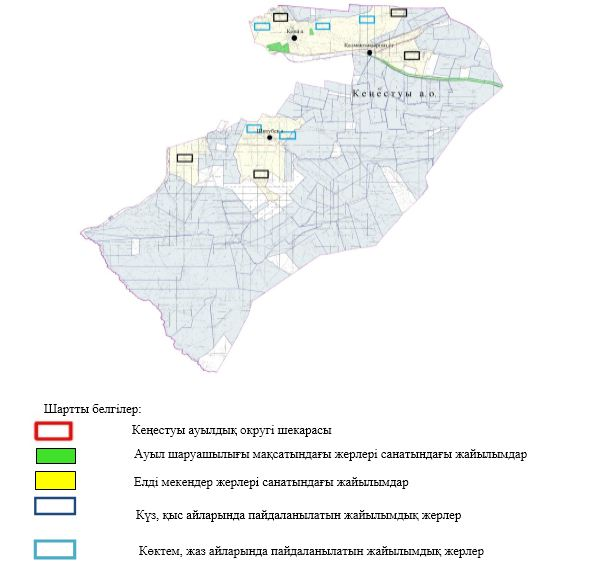 Кеңестуы а.о.
Шартты белгілер:
Кеңестуы ауылдық округі шекарасы
Ауыл шаруашылығы мақсатындағы жерлері санатындағы жайылымдар
Елді мекендер жерлері санатындағы жайылымдар
Күз, қыс айларында пайдаланылатын жайылымдық жерлер
Көктем, жаз айларында пайдаланылатын жайылымдық жерлер